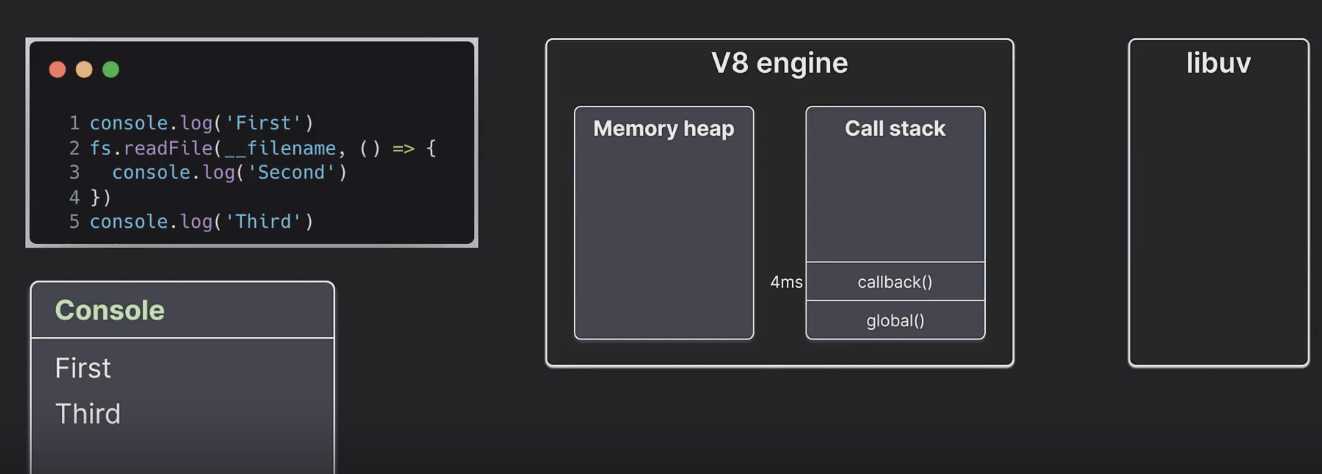 1 console.log('First')
2 fs.readFile(__filename, () => {
3   console.log('Second')
4 })
5 console.log('Third')
Console
First
Third
V8 engine
Memory heap
Call stack
4ms
callback()
global()
libuv